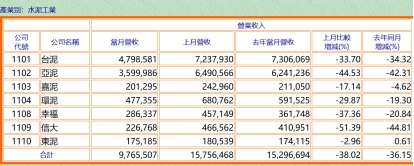 產業別: 水泥工業
營業收入
公司代號 公司名稱 當月營收 上月營收 去年當月營收 上月比較增減(%) 去年同月增減(%)
1101 台泥 4,798,581 7,237,930 7,306,069 -33.70 -34.32
1102 亞泥 3,599,986 6,490,566 6,241,236 -44.53 -42.31
1103 嘉泥 201,295 242,960 211,050 -17.14 -4.62
1104 環泥 477,355 680,762 591,525 -29.87 -19.30
1108 幸福 286,337 457,149 361,748 -37.36 -20.84
1109 信大 226,768 466,562 410,951 -51.39 -44.81
1110 東泥 175,185 180,539 174,115 -2.96 0.61
合計 9,765,507 15,756,468 15,296,694 -38.02 -36.15